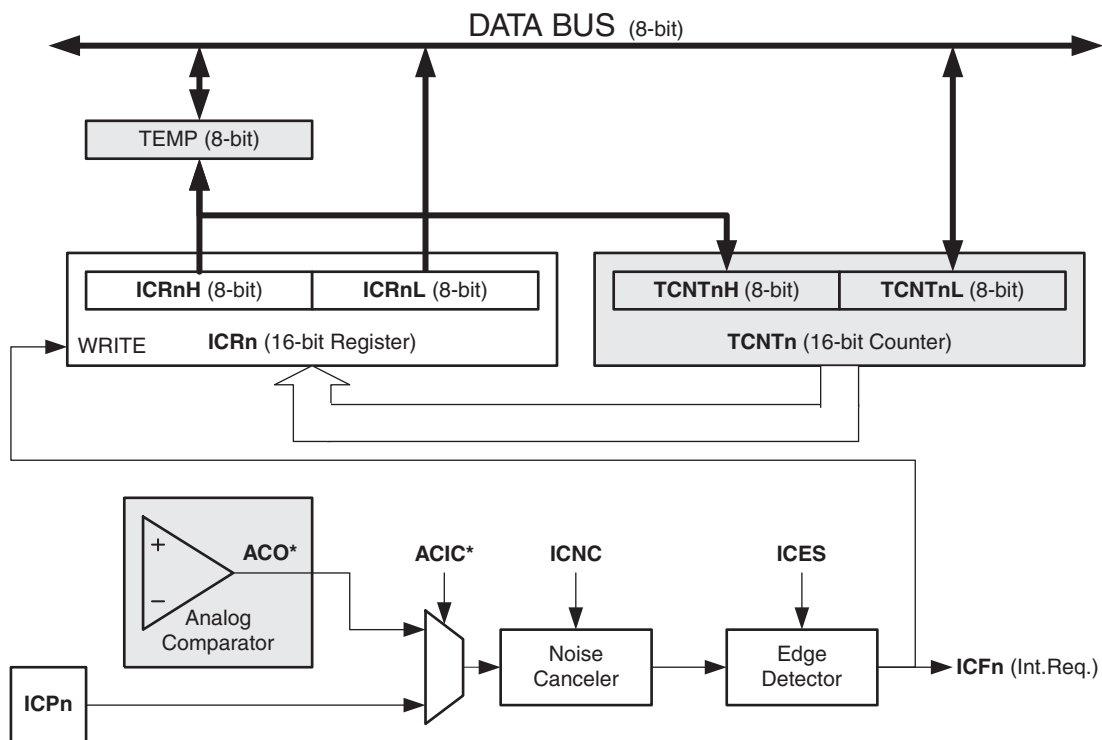 DATA BUS (8-bit)
TEMP (8-bit)
ICRnH (8-bit)
ICRnL (8-bit)
TCNTnH (8-bit)
TCNTnL (8-bit)
WRITE
ICRn (16-bit Register)
TCNTn (16-bit Counter)
+
ACO*
−
Analog
Comparator
ACIC*
ICNC
ICES
Noise
Canceler
Edge
Detector
ICFn (Int.Req.)
ICPn